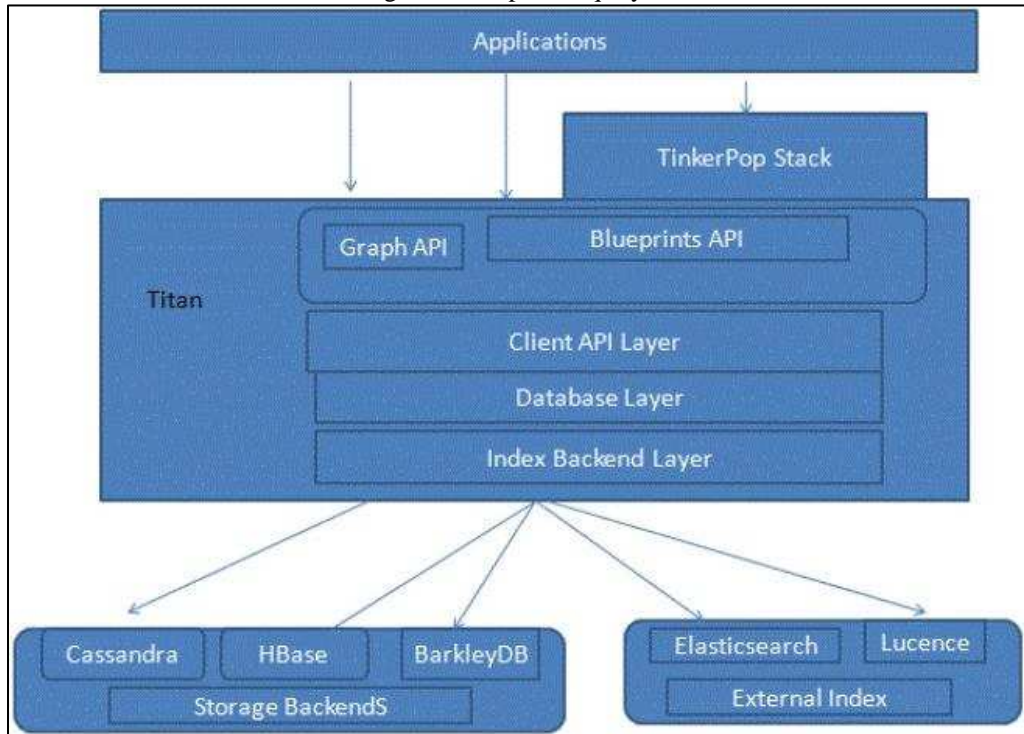 Applications
TinkerPop Stack
Graph API
Blueprints API
Titan
Client API Layer
Database Layer
Index Backend Layer
Cassandra
HBase
BarkleyDB
Storage BackendS
Elasticsearch
Lucence
External Index